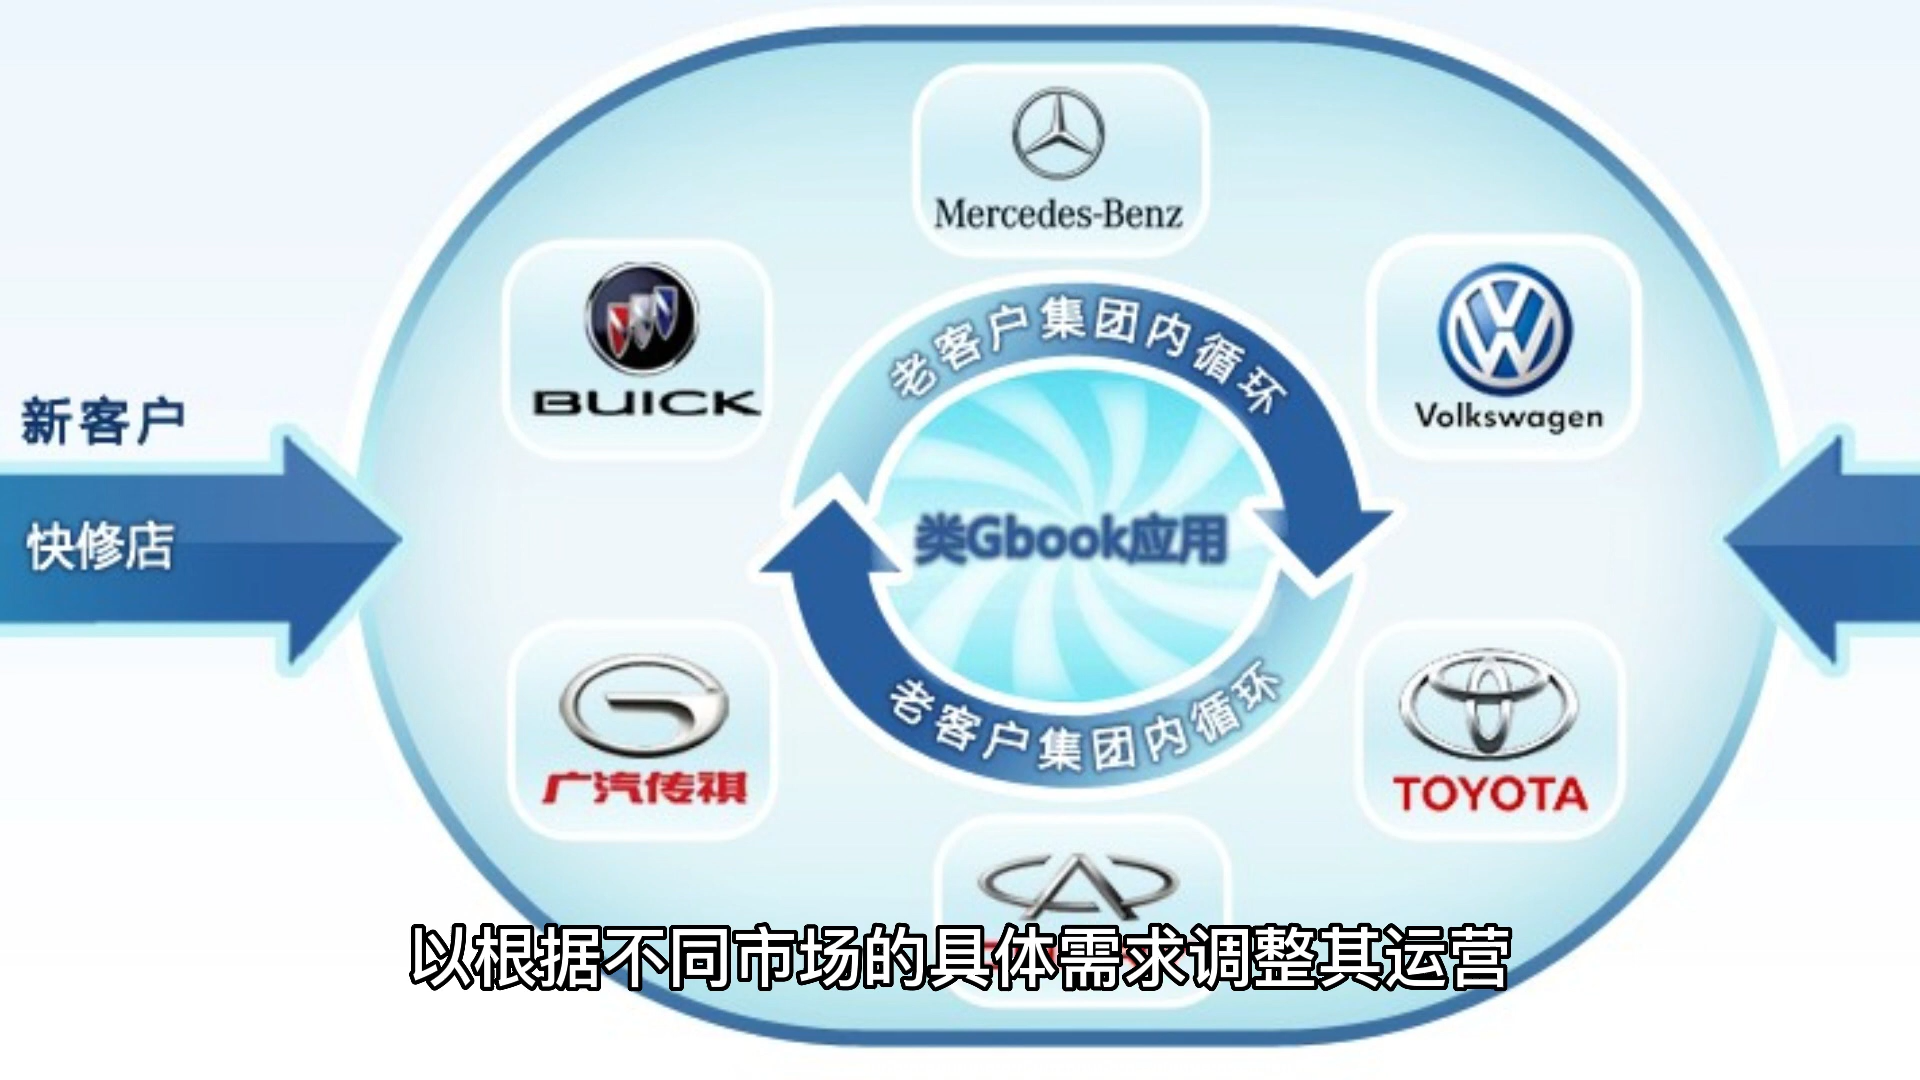 Mercedes-Benz
BUICK
Volkswagen
老客户集团内循环
新客户
快修店
类Gbook应用
老客户集团内循环
广汽传祺
TOYOTA
以根据不同市场的具体需求调整其运营